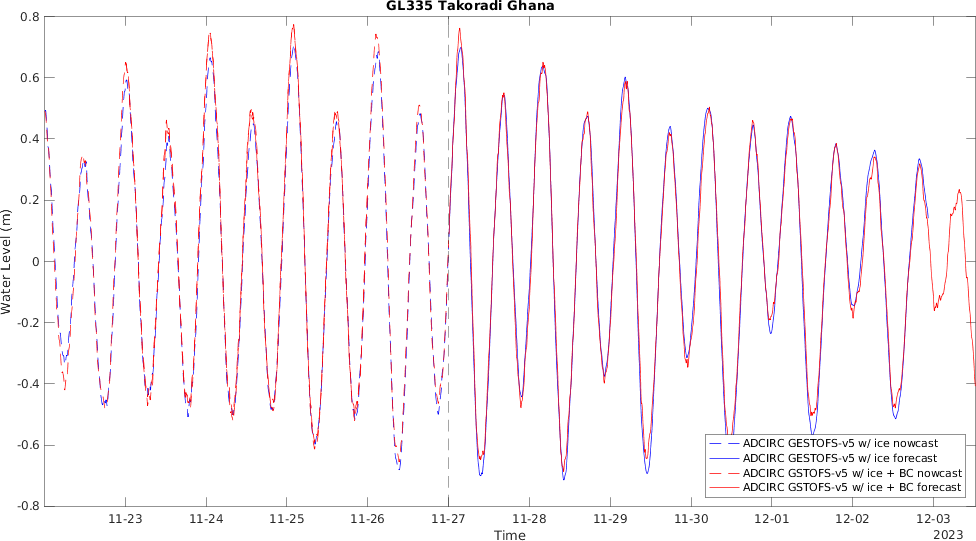 GL335 Takoradi Ghana
Water Level (m)
0.8
0.6
0.4
0.2
0
-0.2
-0.4
-0.6
-0.8
ADCIRC GESTOFS-v5 w/ ice nowcast
ADCIRC GESTOFS-v5 w/ ice forecast
ADCIRC GSTOFS-v5 w/ ice + BC nowcast
ADCIRC GSTOFS-v5 w/ ice + BC forecast
11-23 11-24 11-25 11-26 11-27 11-28 11-29 11-30 12-01 12-02 12-03
Time
2023